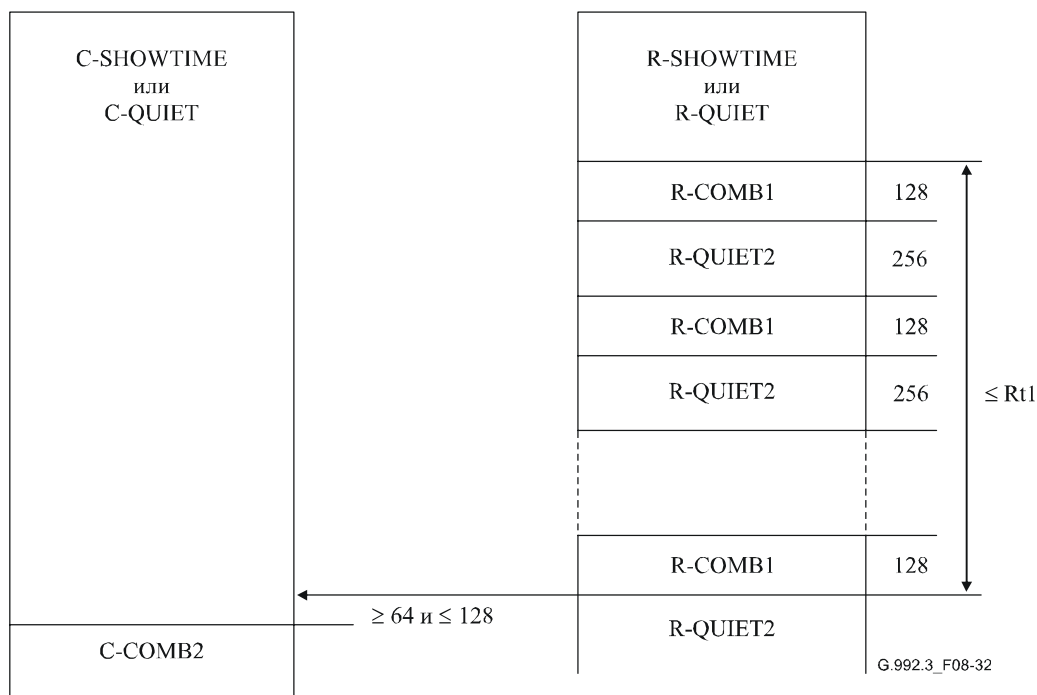 C-SHOWTIME
или
C-QUIET
R-SHOWTIME
или
R-QUIET
R-COMB1 128
R-QUIET2 256
R-COMB1 128
R-QUIET2 256
≤ Rt1
R-COMB1 128
≥ 64 и ≤ 128
R-QUIET2
C-COMB2
G.992.3_F08-32